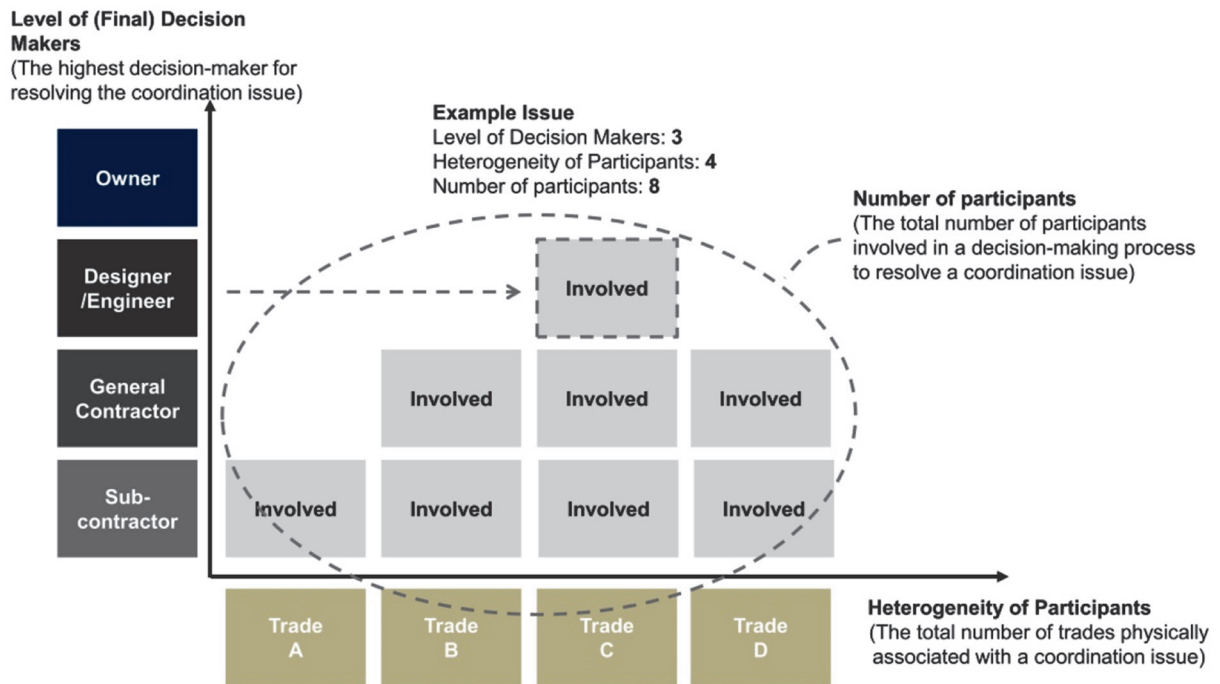 Level of (Final) Decision
Makers
(The highest decision-maker for
resolving the coordination issue)
Example Issue
Level of Decision Makers: 3
Heterogeneity of Participants: 4
Number of participants: 8
Owner
Number of participants
(The total number of participants
involved in a decision-making process
to resolve a coordination issue)
Designer
/Engineer
Involved
General
Contractor
Involved
Involved
Involved
Sub-
contractor
Involved
Involved
Involved
Involved
Trade
A
Trade
B
Trade
C
Trade
D
Heterogeneity of Participants
(The total number of trades physically
associated with a coordination issue)